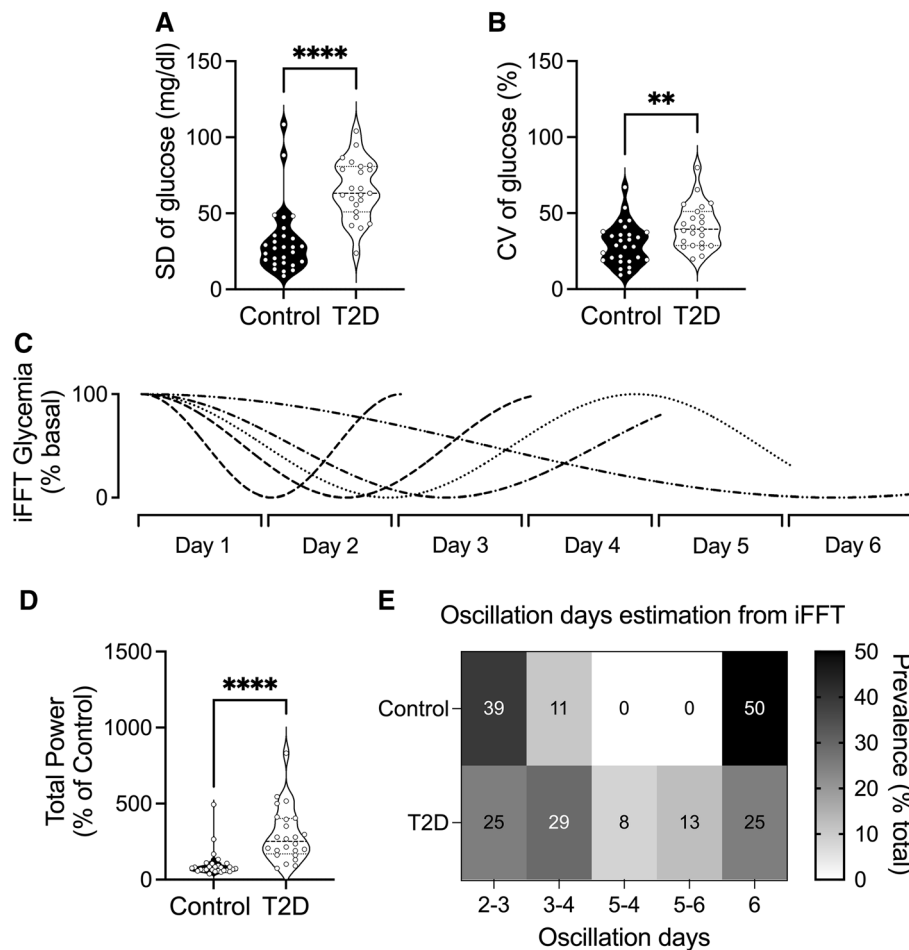 A
SD of glucose (mg/dl)
150
100
50
0
****
Control T2D
B
CV of glucose (%)
150
100
50
0
**
Control T2D
C
iFFT Glycemia
(% basal)
100
0
Day 1 Day 2 Day 3 Day 4 Day 5 Day 6
D
Total Power
(% of Control)
1500
1000
500
0
****
Control T2D
E
Oscillation days estimation from iFFT
Control 39 11 0 0 50
T2D 25 29 8 13 25
2-3 3-4 5-4 5-6 6
Oscillation days
50
40
30
20
10
0
Prevalence (% total)